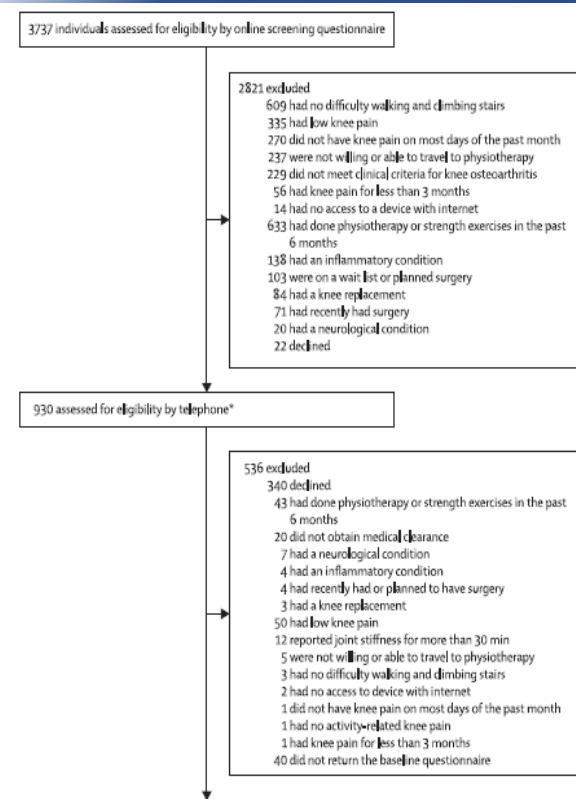 3737 individuals assessed for eligibility by online screening questionnaire
2821 excluded
609 had no difficulty walking and climbing stairs
335 had low knee pain
270 did not have knee pain on most days of the past month
237 were not willing or able to travel to physiotherapy
229 did not meet clinical criteria for knee osteoarthritis
56 had knee pain for less than 3 months
14 had no access to a device with internet
633 had done physiotherapy or strength exercises in the past
6 months
138 had an inflammatory condition
103 were on a wait list or planned surgery
84 had a knee replacement
71 had recently had surgery
20 had a neurological condition
22 declined
930 assessed for eligibility by telephone*
536 excluded
340 declined
43 had done physiotherapy or strength exercises in the past
6 months
20 did not obtain medical clearance
7 had a neurological condition
4 had an inflammatory condition
4 had recently had or planned to have surgery
3 had a knee replacement
50 had low knee pain
12 reported joint stiffness for more than 30 min
5 were not willing or able to travel to physiotherapy
3 had no difficulty walking and climbing stairs
2 had no access to device with internet
1 did not have knee pain on most days of the past month
1 had no activity-related knee pain
1 had knee pain for less than 3 months
40 did not return the baseline questionnaire